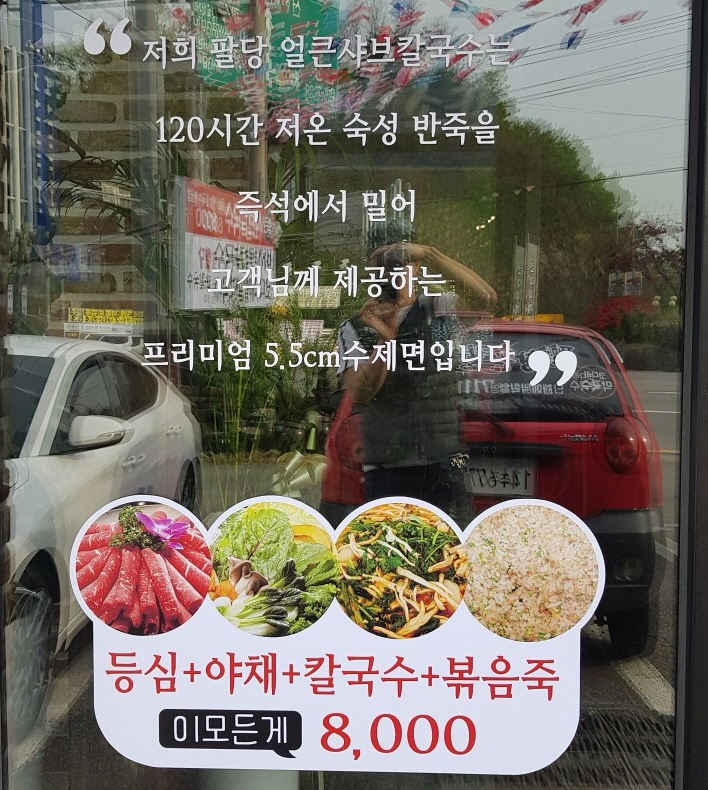 “ 저희 팔당 얼큰샤브칼국수는
120시간 저온 숙성 반죽을
즉석에서 밀어
고객님께 제공하는
프리미엄 5.5cm수제면입니다 ”
등심+야채+칼국수+볶음죽
이모든게 8,000